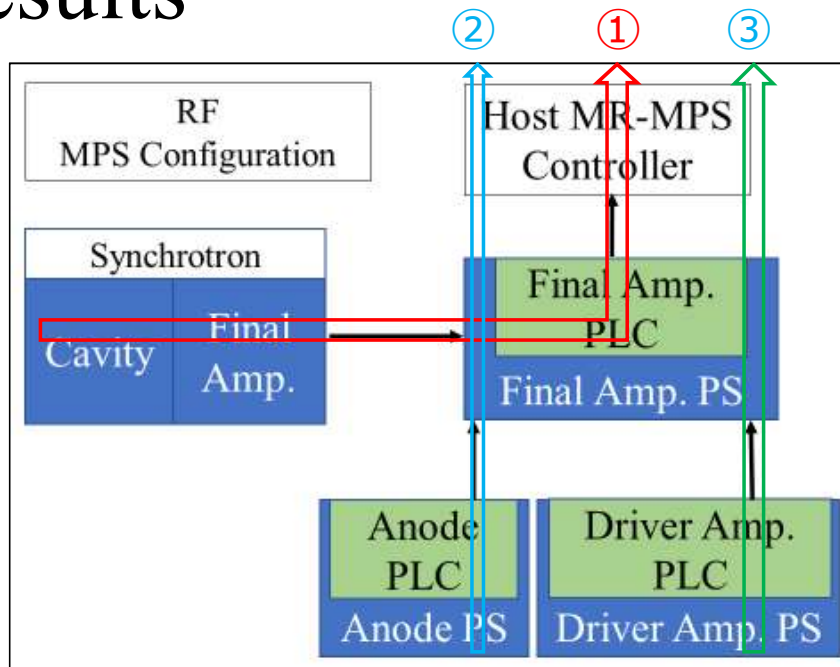 esults
② ① ③
RF
MPS Configuration
Host MR-MPS
Controller
Synchrotron
Cavity
Final
Amp.
Final Amp.
PLC
Final Amp. PS
Anode
PLC
Anode PS
Driver Amp.
PLC
Driver Amp. PS